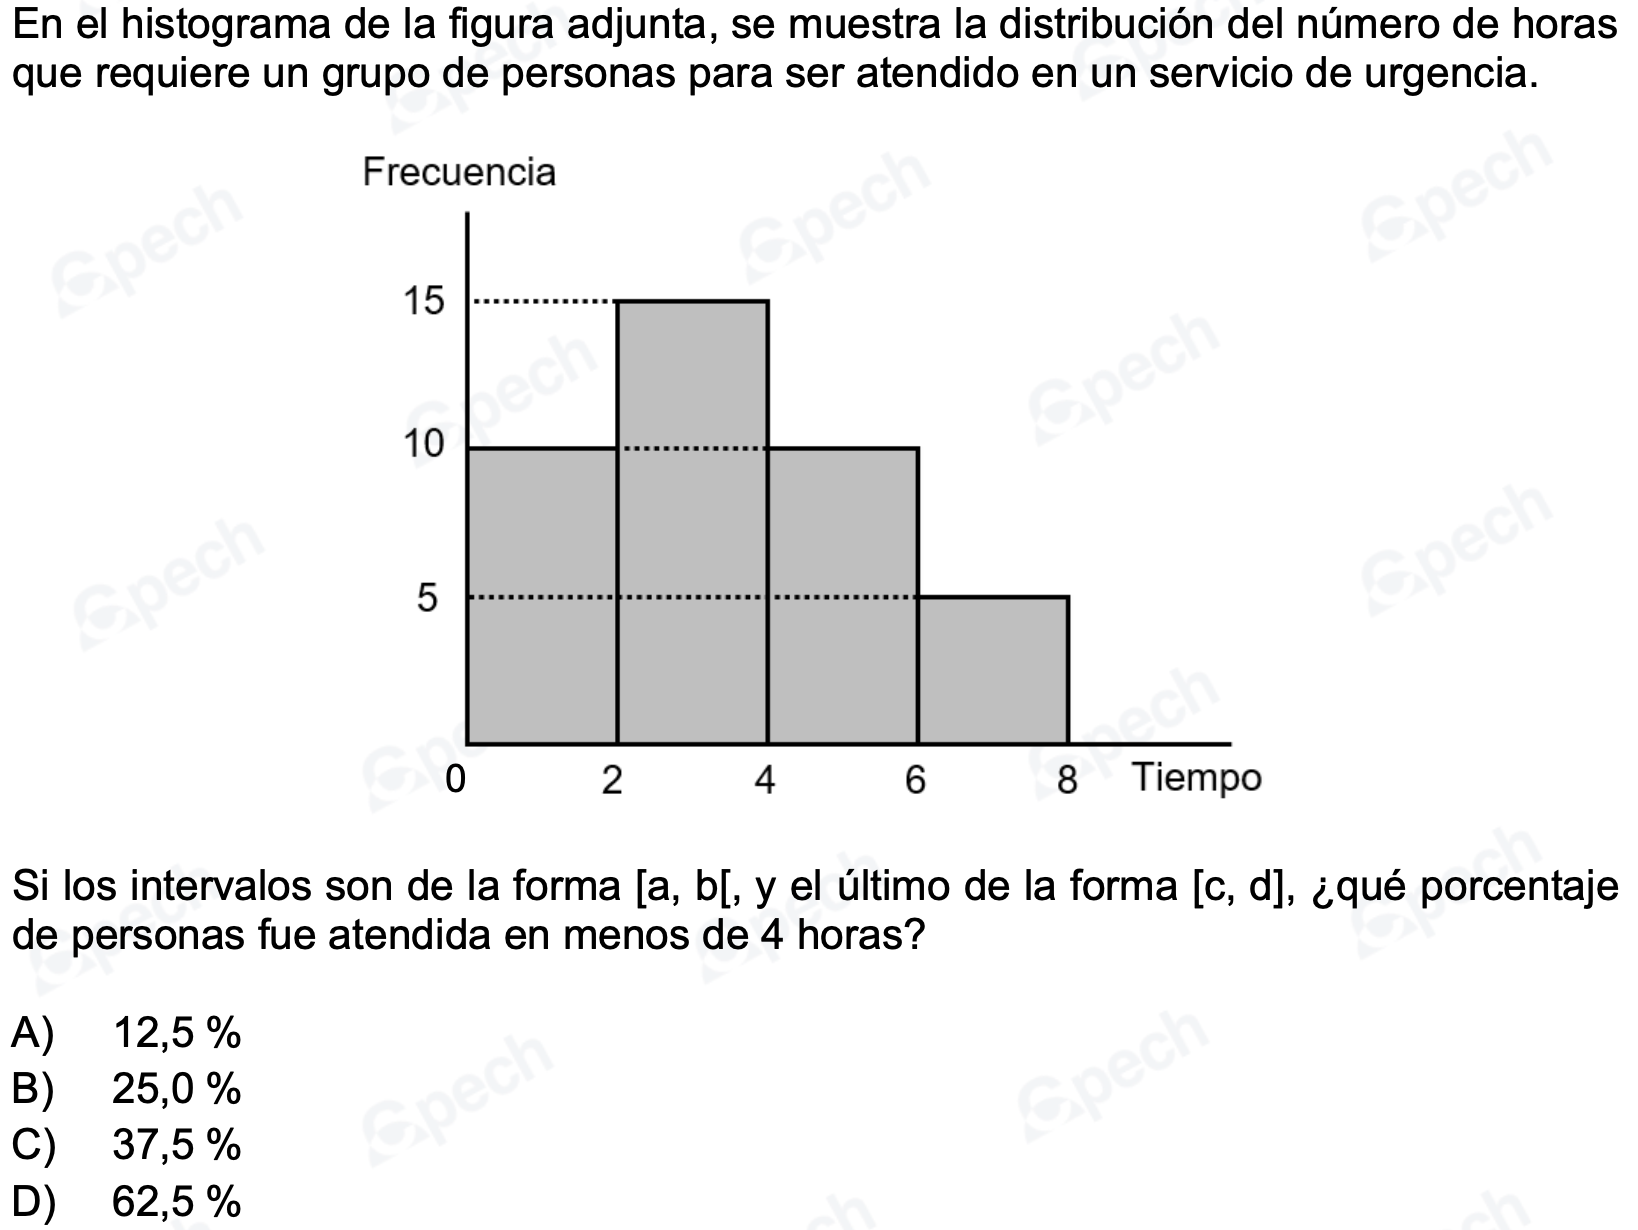 En el histograma de la figura adjunta, se muestra la distribución del número de horas
que requiere un grupo de personas para ser atendido en un servicio de urgencia.
Frecuencia
15
10
5
0 2 4 6 8 Tiempo
Si los intervalos son de la forma [a, b[, y el último de la forma [c, d], ¿qué porcentaje
de personas fue atendida en menos de 4 horas?
A) 12,5 %
B) 25,0 %
C) 37,5 %
D) 62,5 %